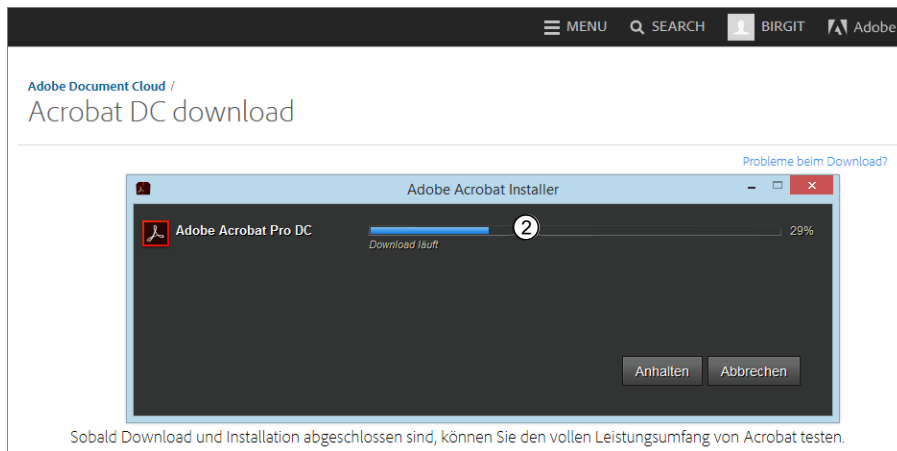 MENU SEARCH BIRGIT Adobe
Adobe Document Cloud /
Acrobat DC download
Probleme beim Download?
Adobe Acrobat Installer
Adobe Acrobat Pro DC
2
29%
Download läuft
Anhalten Abbrechen
Sobald Download und Installation abgeschlossen sind, können Sie den vollen Leistungsumfang von Acrobat testen.